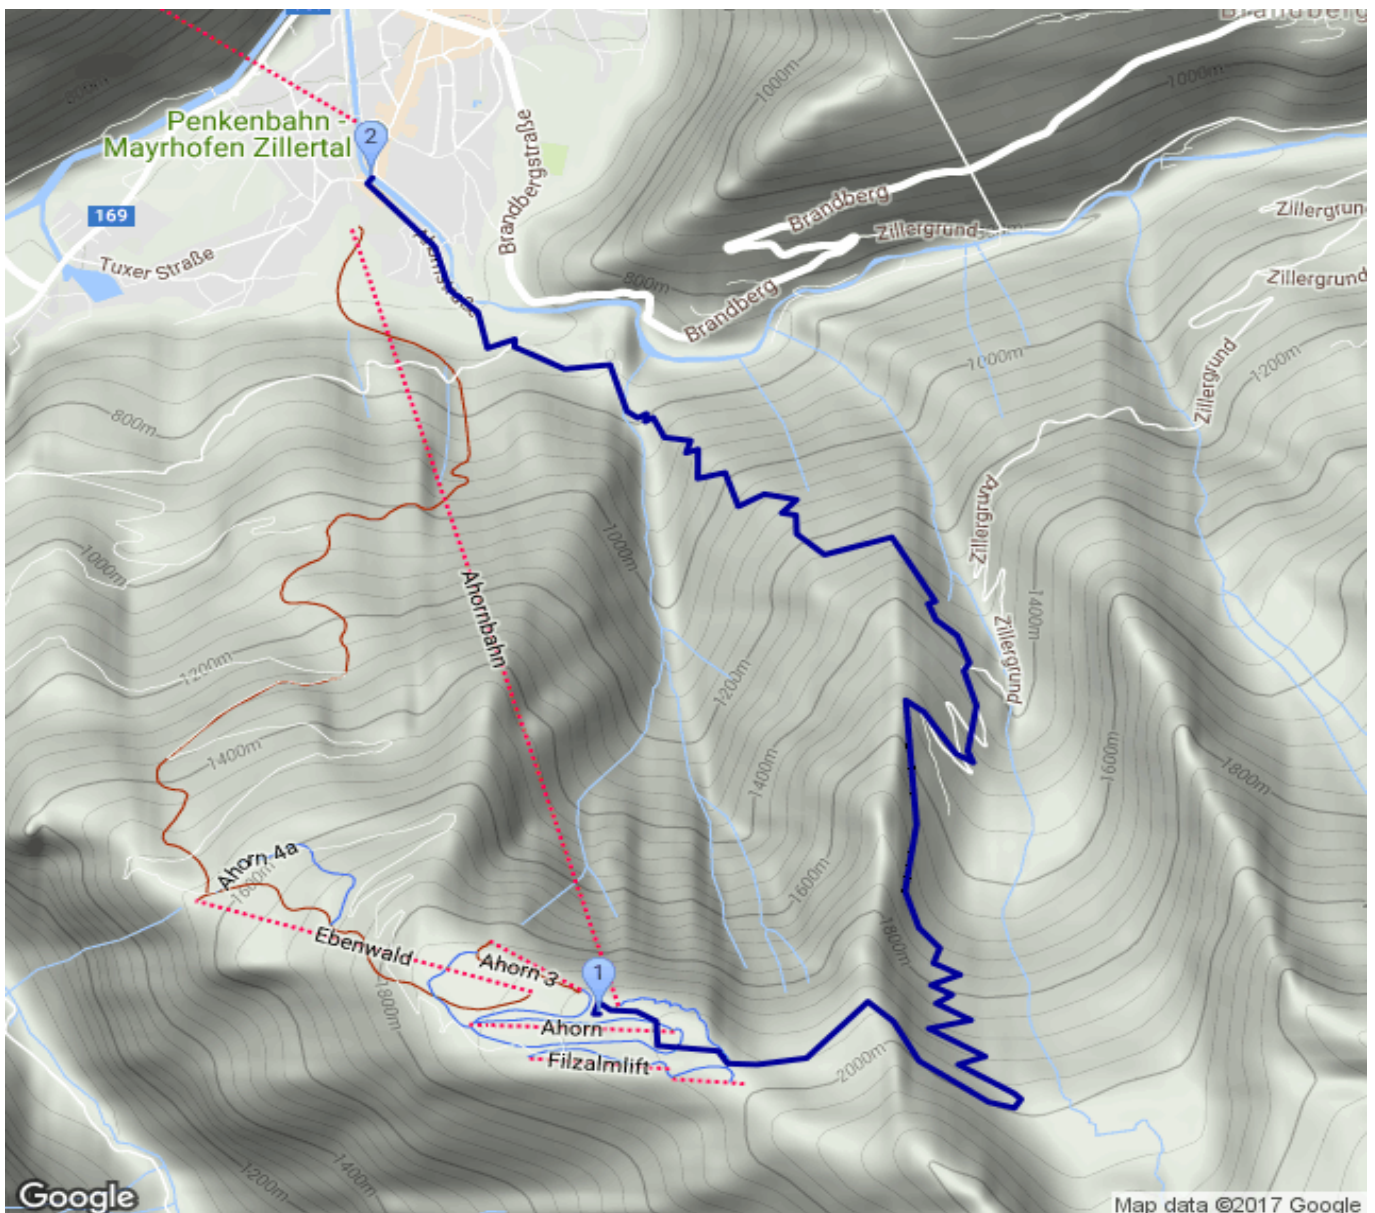 Brandberg
800m
1000m
1000m
Penkenbahn -
Mayrhofen Zillertal
2
169
Brandbergstraße
Brandberg
Zillergrund
Zillergrund
Tuxer Straße
Zillergrund
800m
Brandberg
1000m
1200m
Zillergrund
800m
Zillergrund
1000m
1000m
Ahornbahn
1400m
Zillergrund
1200m
1200m
1400m
1400m
1600m
1800m
Ahorn 4a
1600m
1600m
1800m
Ebenwald
Ahorn 3
1
1800m
Ahorn
Filzalmlift
2000m
1200m
1400m
Google
Map data ©2017 Google